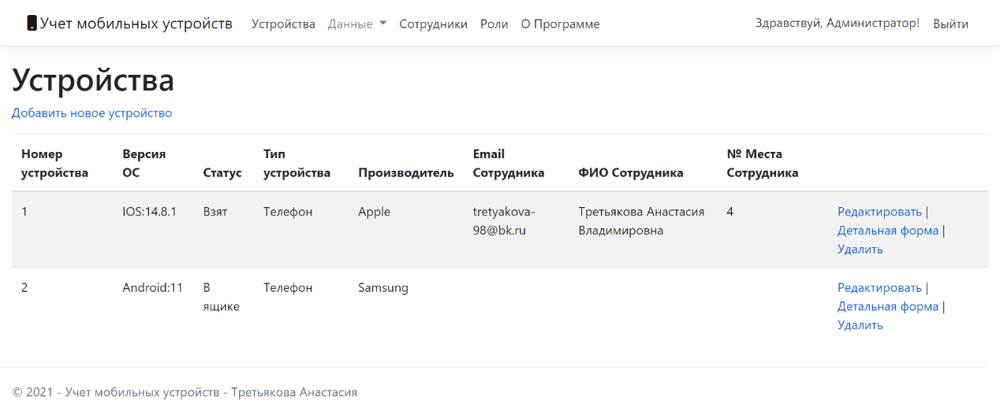 Учет мобильных устройств Устройства Данные Сотрудники Роли О Программе Здравствуй, Администратор! Выйти
Устройства
Добавить новое устройство
Номер устройства Версия ОС Статус Тип устройства Производитель Email Сотрудника ФИО Сотрудника № Места Сотрудника
1 IOS:14.8.1 Взят Телефон Apple tretyakova-98@bk.ru Третьякова Анастасия Владимировна 4 Редактировать | Детальная форма | Удалить
2 Android:11 В ящике Телефон Samsung Редактировать | Детальная форма | Удалить
© 2021 - Учет мобильных устройств - Третьякова Анастасия